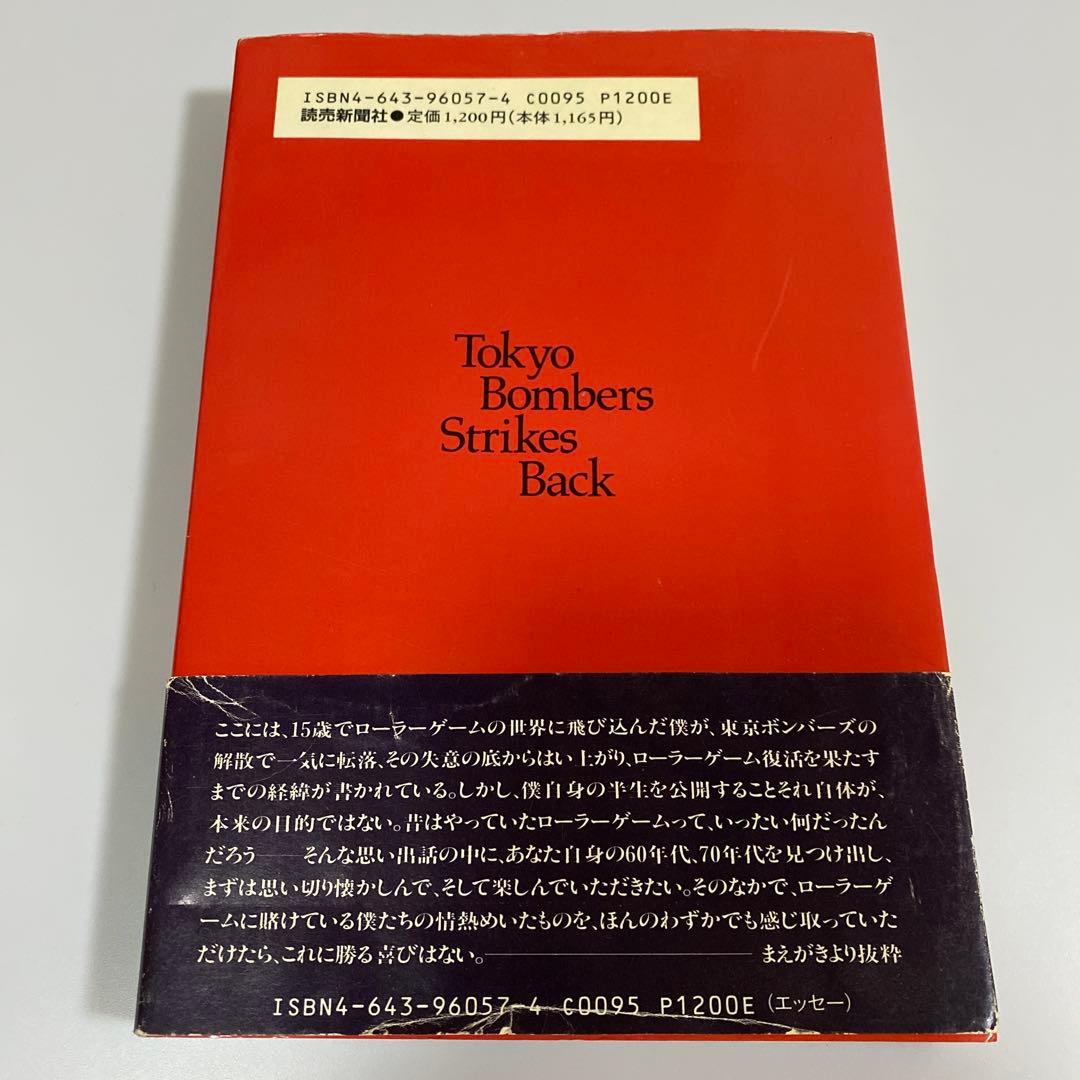 ISBN4-643-96057-4 C0095 P1200E
読売新聞社●定価1,200円(本体1,165円)
Tokyo
Bombers
Strikes
Back
ここには、15歳でローラーゲームの世界に飛び込んだ僕が、東京ボンバーズの
解散で一気に転落、その失意の底からはい上がり、ローラーゲーム復活を果たす
までの経緯が書かれている。しかし、僕自身の半生を公開することそれ自体が、
本来の目的ではない。昔はやっていたローラーゲームって、いったい何だったん
だろう――そんな思い出話の中に、あなた自身の60年代、70年代を見つけ出し、
まずは思い切り懐かしんで、そして楽しんでいただきたい。そのなかで、ローラーゲ
ームに賭けている僕たちの情熱めいたものを、ほんのわずかでも感じ取っていた
だけたら、これに勝る喜びはない。――――――まえがきより抜粋
ISBN4-643-96057-4 C0095 P1200E (エッセー)